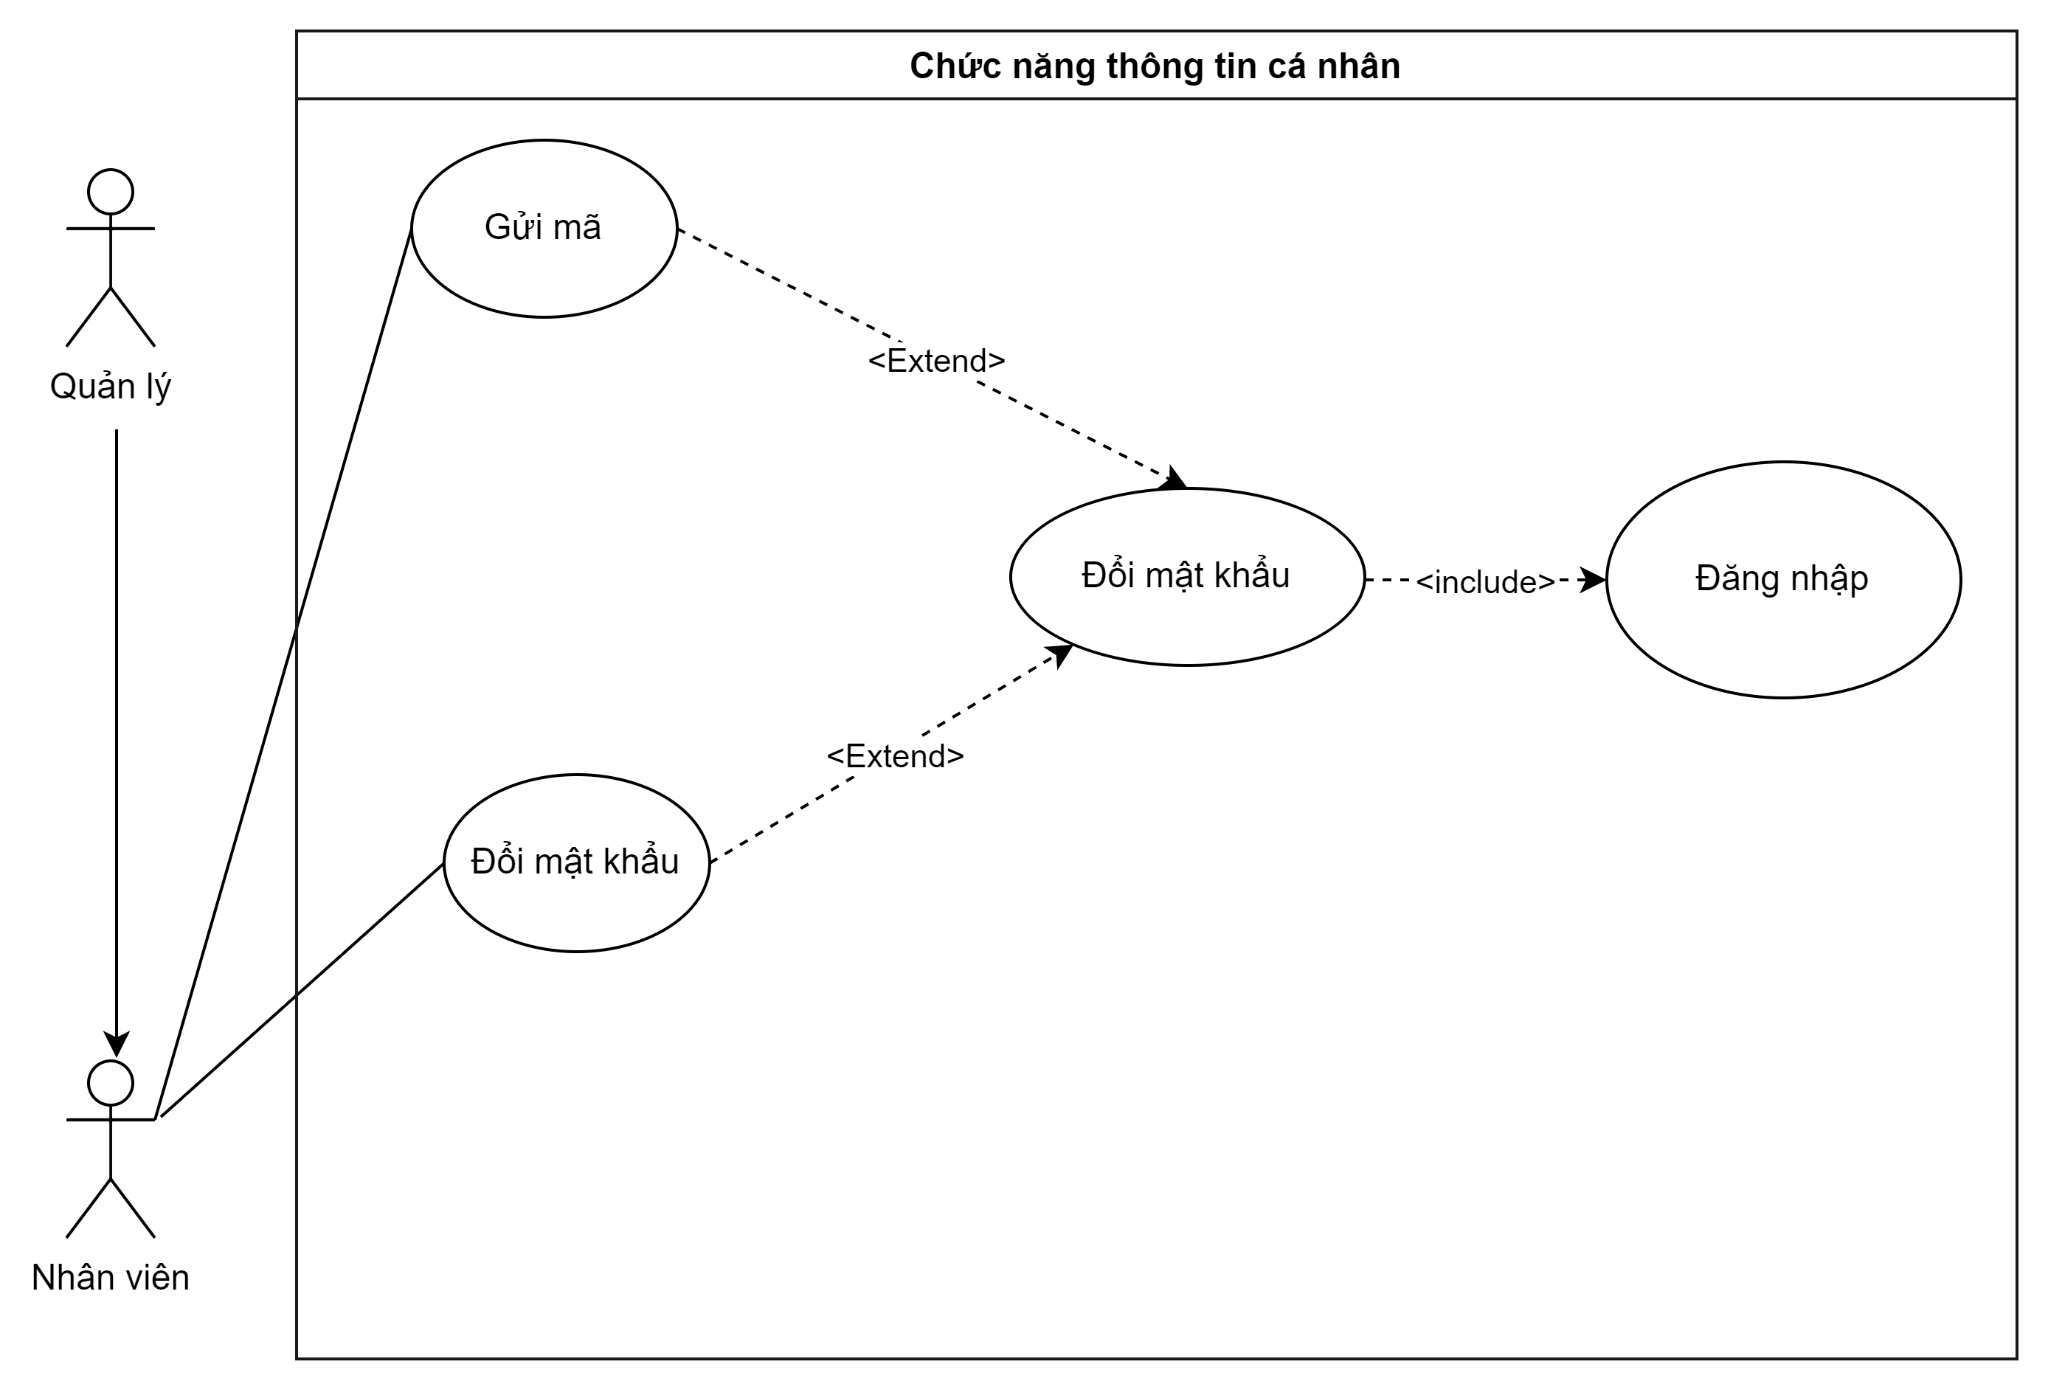 Chức năng thông tin cá nhân
Gửi mã
Quản lý
<Extend>
Đổi mật khẩu
<include>
Đăng nhập
<Extend>
Đổi mật khẩu
Nhân viên